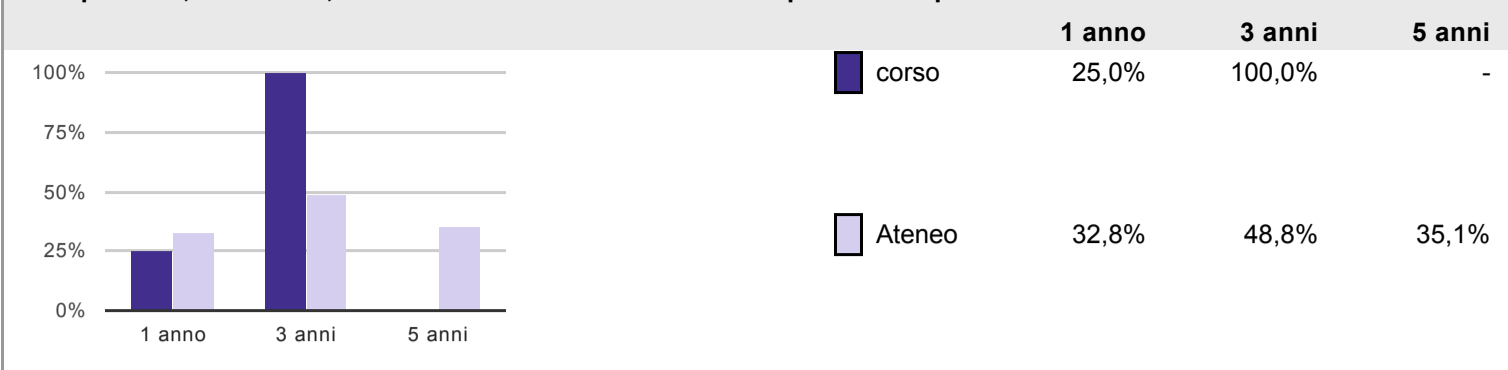 1 anno 3 anni 5 anni
corso 25,0% 100,0% -
Ateneo 32,8% 48,8% 35,1%
100%
75%
50%
25%
0%
1 anno 3 anni 5 anni